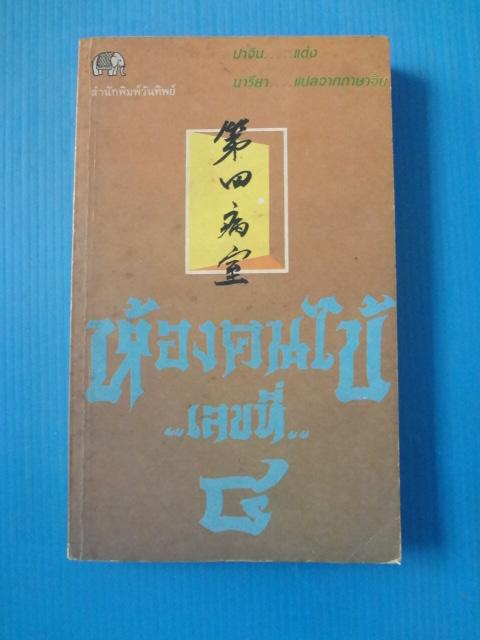 ปาจิน.....แต่ง
นารียา....แปลจากภาษาจีน
สำนักพิมพ์วันทิพย์
第四病室
ห้องคนไข้
...เลขที่...
๔